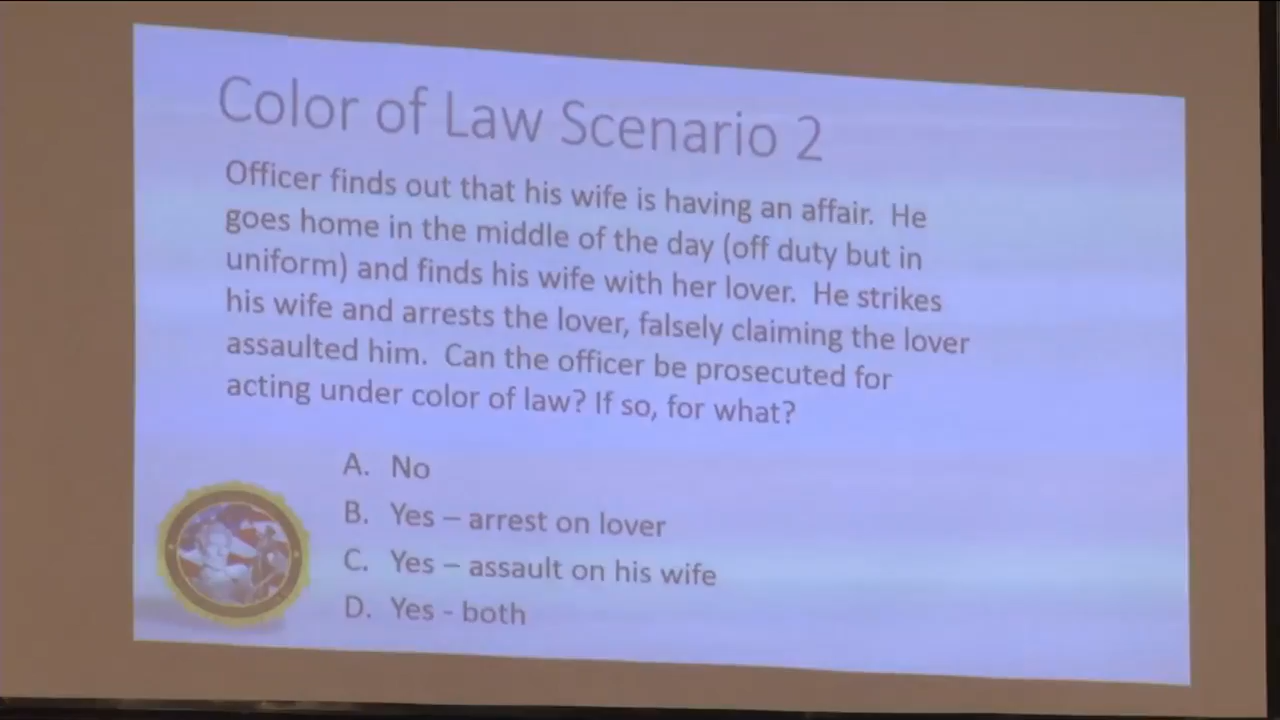 Color of Law Scenario 2
Officer finds out that his wife is having an affair. He
goes home in the middle of the day (off duty but in
uniform) and finds his wife with her lover. He strikes
his wife and arrests the lover, falsely claiming the lover
assaulted him. Can the officer be prosecuted for
acting under color of law? If so, for what?
A. No
B. Yes – arrest on lover
C. Yes – assault on his wife
D. Yes - both